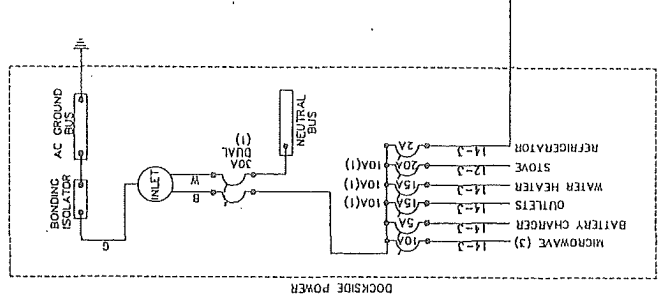 DOCKSIDE POWER
MICROWAVE (3) 14-3 10A
BATTERY CHARGER 14-3 5A
OUTLETS 14-3 15A 10A(1)
WATER HEATER 14-3 15A 10A(1)
STOVE 12-3 20A 10A(1)
REFRIGERATOR 14-3 2A
B
W
30A
DUAL
(1)
NEUTRAL
BUS
INLET
G
BONDING
ISOLATOR
AC GROUND
BUS